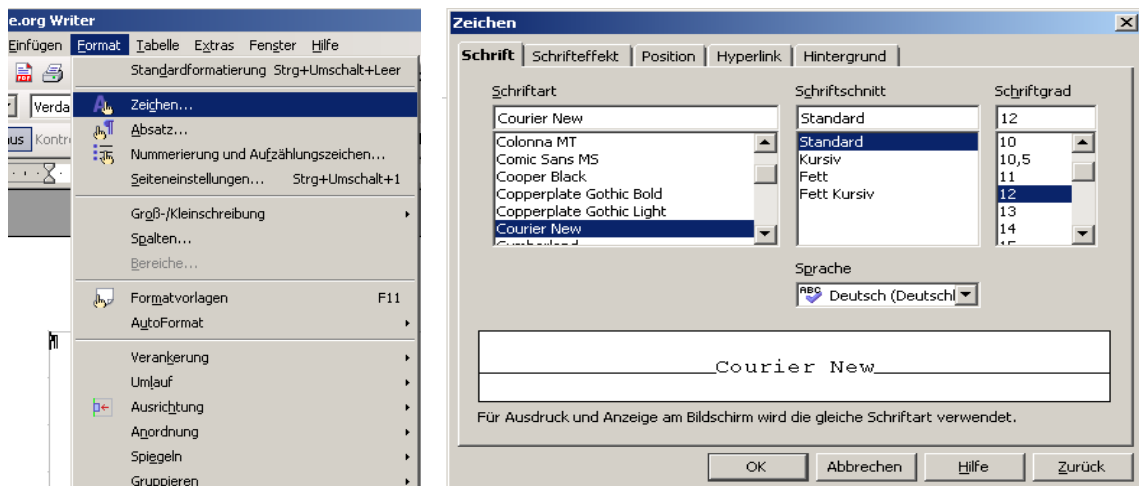 e.org Writer
Einfügen Format Tabelle Extras Fenster Hilfe
Standardformatierung Strg+Umschalt+Leer
Verda
Zeichen...
Absatz...
aus Kontro
Nummerierung und Aufzählungszeichen...
Seiteneinstellungen... Strg+Umschalt+1
Groß-/Kleinschreibung
Spalten...
Bereiche...
Formatvorlagen F11
AutoFormat
Verankerung
Umlauf
Ausrichtung
Anordnung
Spiegeln
Gruppieren
Zeichen
Schrift Schrifteffekt Position Hyperlink Hintergrund
Schriftart Schriftschnitt Schriftgrad
Courier New Standard 12
Colonna MT Standard 10
Comic Sans MS Kursiv 10,5
Cooper Black Fett 11
Copperplate Gothic Bold Fett Kursiv 12
Copperplate Gothic Light 13
Courier New 14
Cumberland 15
Sprache
ABC Deutsch (Deutschl
Courier New
Für Ausdruck und Anzeige am Bildschirm wird die gleiche Schriftart verwendet.
OK Abbrechen Hilfe Zurück